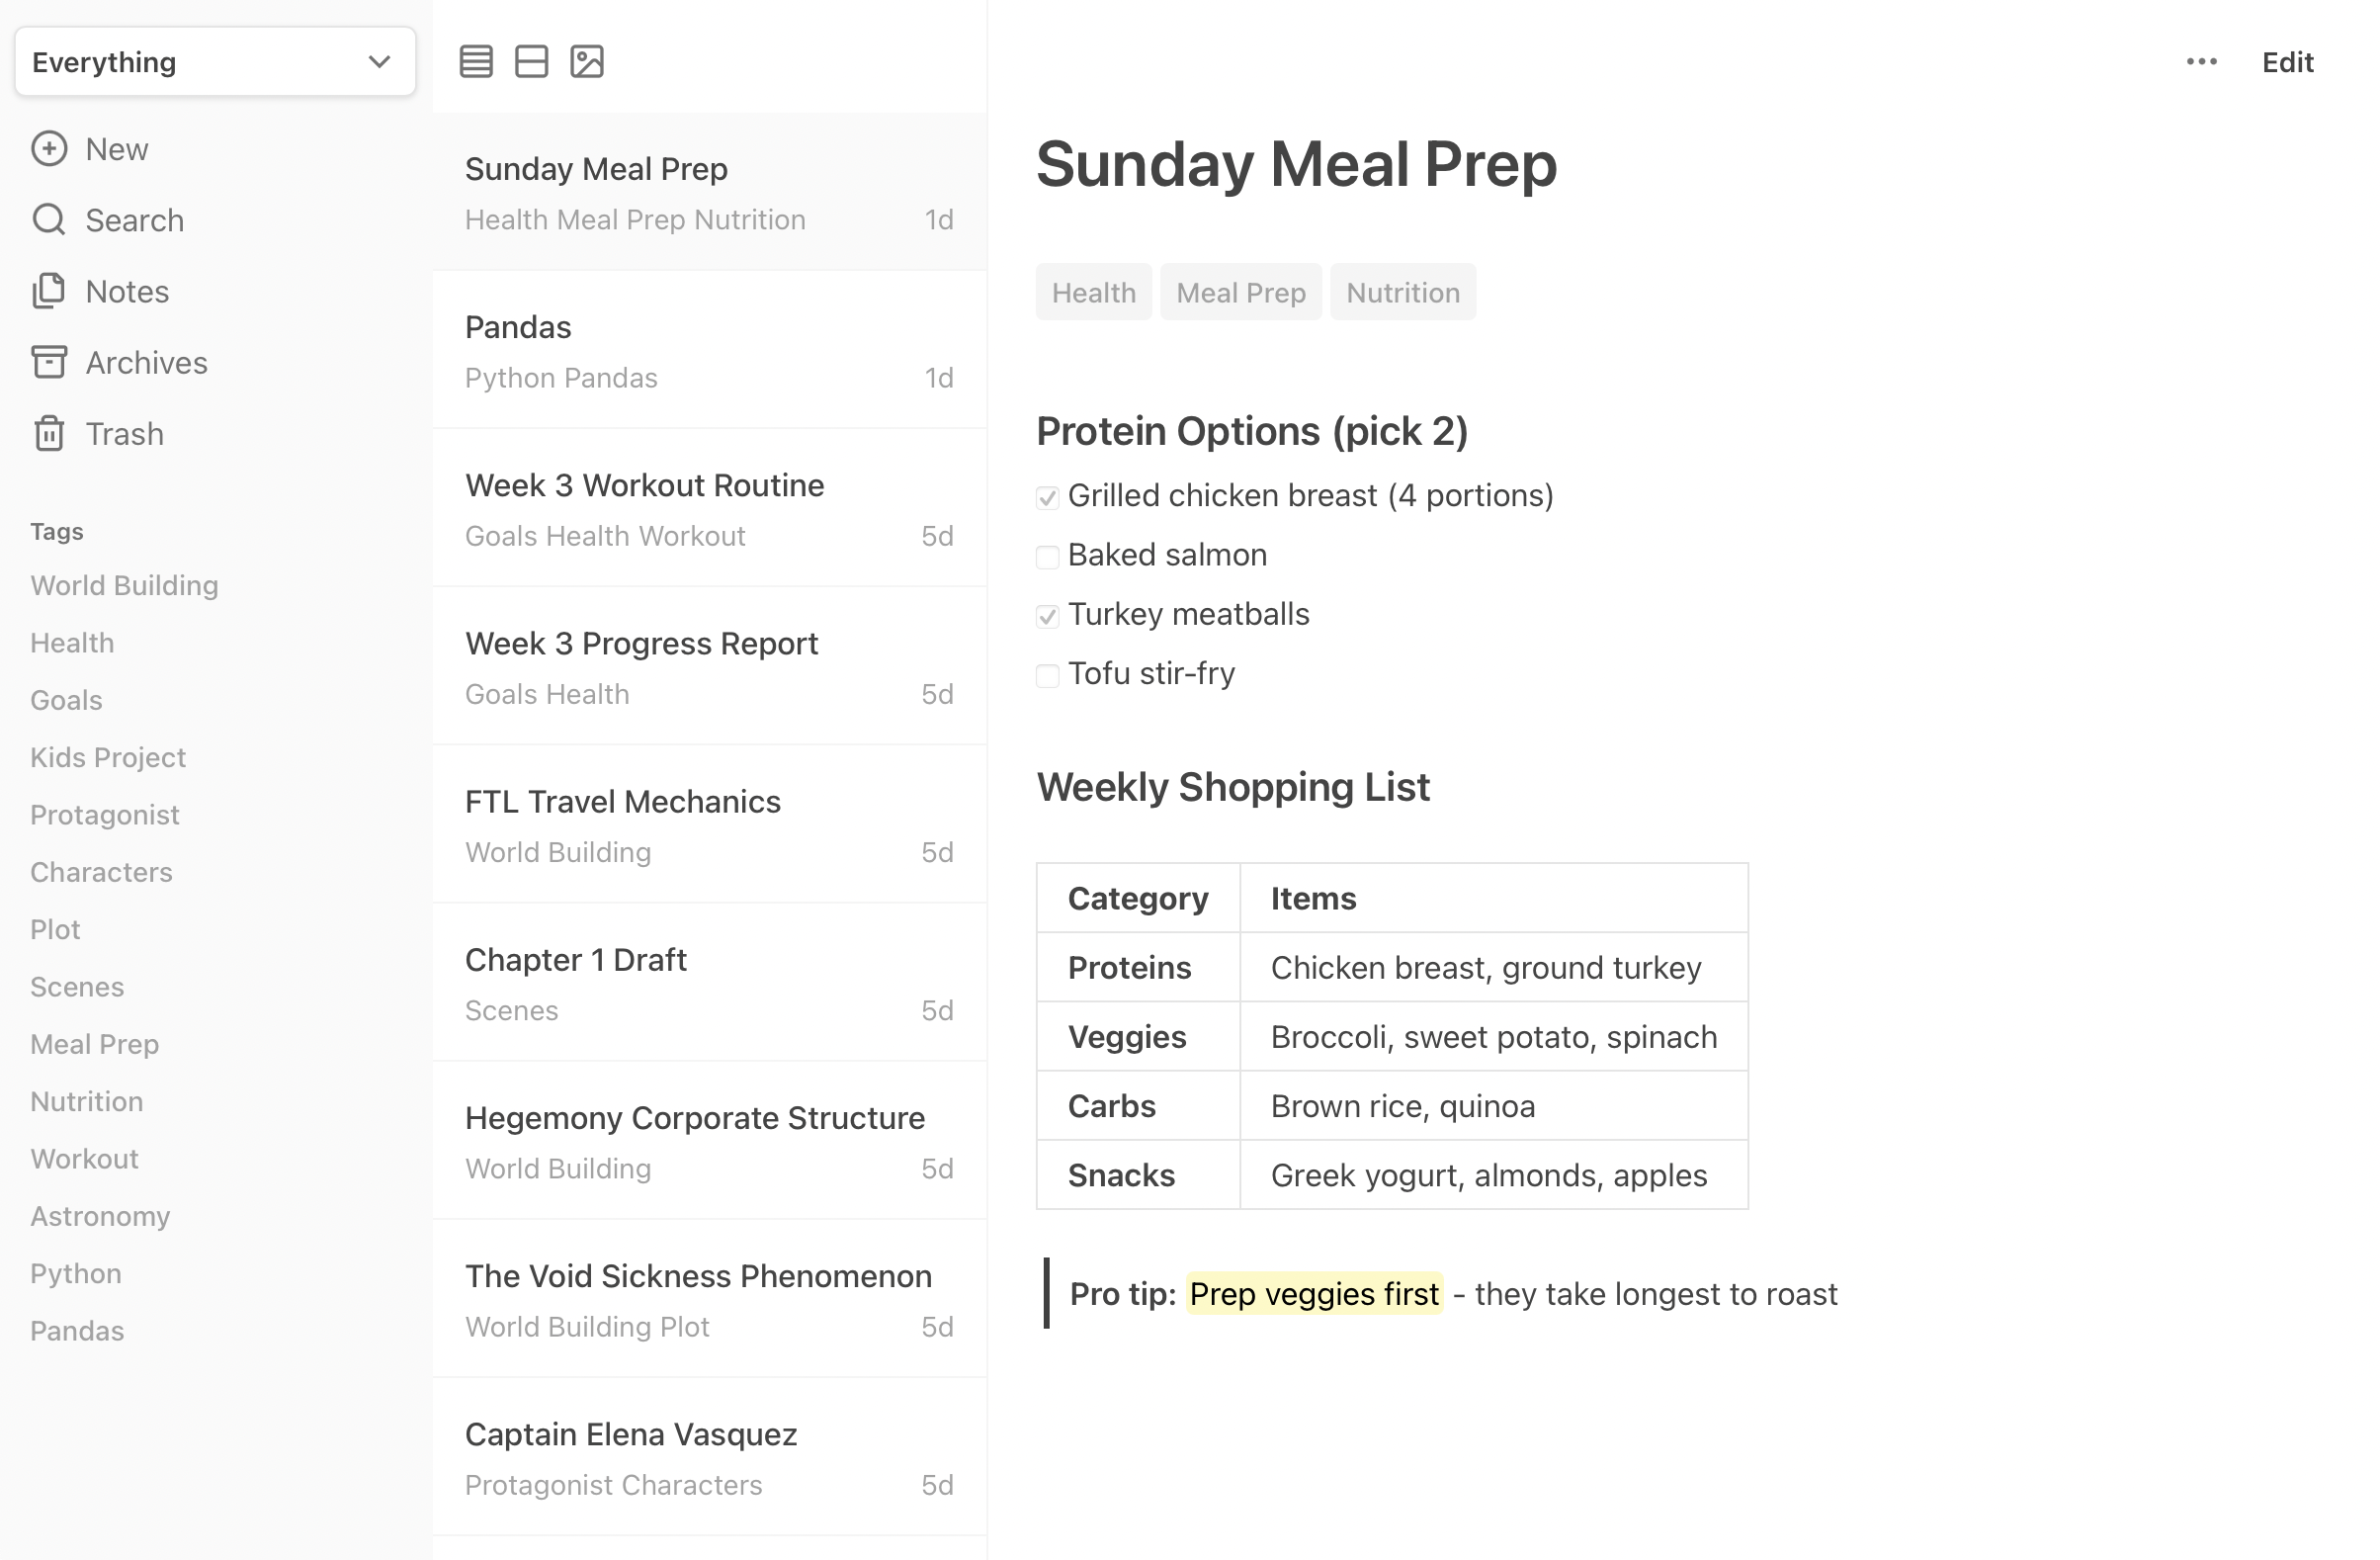 Everything
New
Search
Notes
Archives
Trash
Tags
World Building
Health
Goals
Kids Project
Protagonist
Characters
Plot
Scenes
Meal Prep
Nutrition
Workout
Astronomy
Python
Pandas
Sunday Meal Prep
Health Meal Prep Nutrition 1d
Pandas
Python Pandas 1d
Week 3 Workout Routine
Goals Health Workout 5d
Week 3 Progress Report
Goals Health 5d
FTL Travel Mechanics
World Building 5d
Chapter 1 Draft
Scenes 5d
Hegemony Corporate Structure
World Building 5d
The Void Sickness Phenomenon
World Building Plot 5d
Captain Elena Vasquez
Protagonist Characters 5d
Edit
Sunday Meal Prep
Health Meal Prep Nutrition
Protein Options (pick 2)
Grilled chicken breast (4 portions)
Baked salmon
Turkey meatballs
Tofu stir-fry
Weekly Shopping List
Category Items
Proteins Chicken breast, ground turkey
Veggies Broccoli, sweet potato, spinach
Carbs Brown rice, quinoa
Snacks Greek yogurt, almonds, apples
Pro tip: Prep veggies first - they take longest to roast